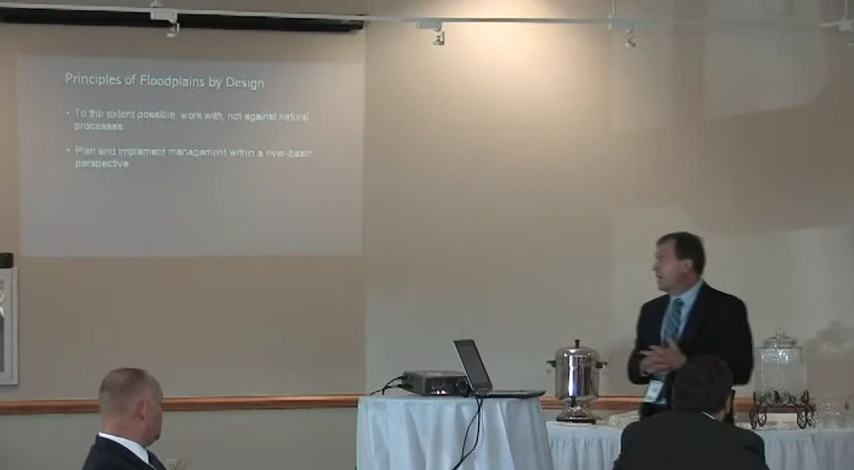 Principles of Floodplains by Design
• To the extent possible, work with, not against natural
processes
• Plan and implement management within a river-basin
perspective